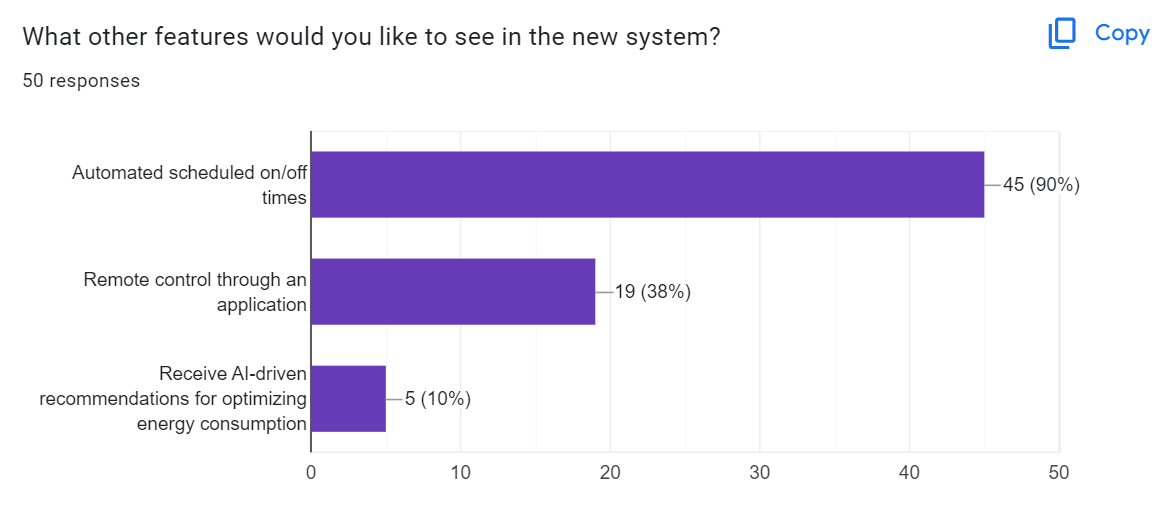 What other features would you like to see in the new system?
Copy
50 responses
Automated scheduled on/off
times
45 (90%)
Remote control through an
application
19 (38%)
Receive AI-driven
recommendations for optimizing
energy consumption
5 (10%)
0
10
20
30
40
50